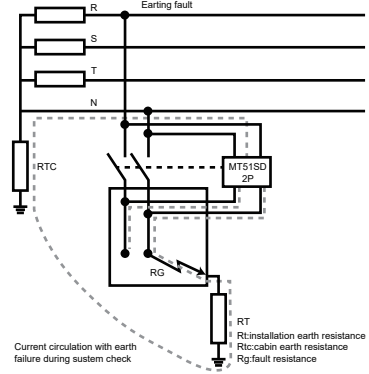 Earting fault
R
S
T
N
RTC
MT51SD
2P
RG
RT
Rt:installation earth resistance
Rtc:cabin earth resistance
Rg:fault resistance
Current circulation with earth
failure during sustem check